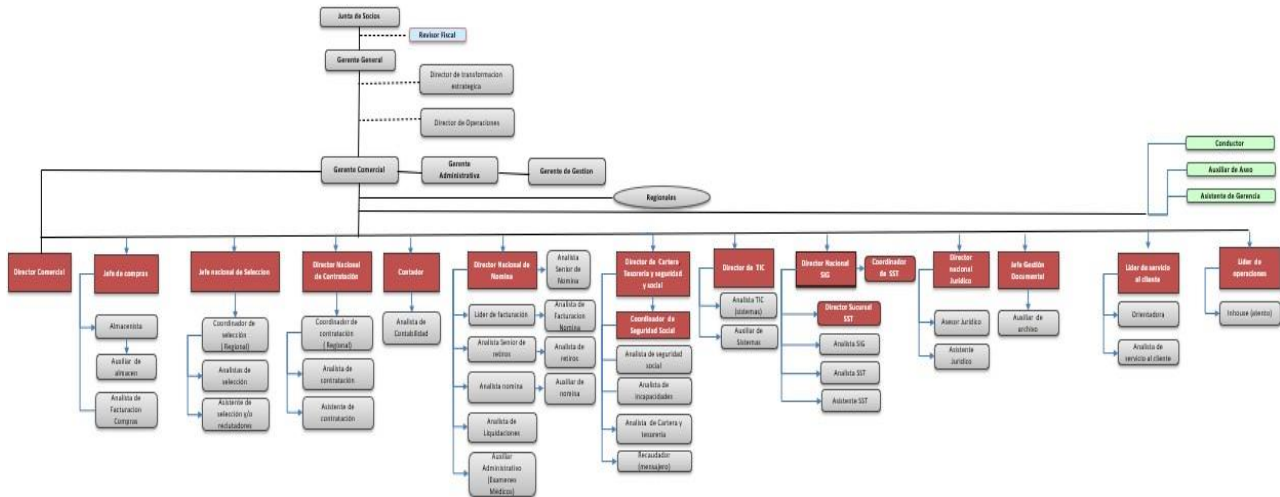 Junta de Socios
Revisor Fiscal
Gerente General
Director de transformacion
estrategica
Director de Operaciones
Gerente Comercial
Gerente
Administrativa
Gerente de Gestion
Regionales
Conductor
Auxiliar de Aseo
Asistente de Gerencia
Director Comercial
Jefe de compras
Almacenista
Auxiliar de
almacen
Analista de
Facturacion
Compras
Jefe nacional de Seleccion
Coordinador de
selección
( Regional)
Analistas de
selección
Asistente de
selección y/o
reclutadores
Director Nacional
de Contratación
Coordinador de
contratación
( Regional)
Analista de
contratación
Asistente de
contratación
Contador
Analista de
Contabilidad
Director Nacional de
Nomina
Analista
Senior de
Nomina
Lider de facturación
Analista de
Facturacion
Nomina
Analista Senior de
retiros
Analista de
retiros
Analista nomina
Auxiliar de
nomina
Analista de
Liquidaciones
Auxiliar
Administrativo
(Examenes
Médicos)
Director de Cartera
Tesoreria y seguridad
y social
Coordinador de
Seguridad Social
Analista de seguridad
social
Analista de
incapacidades
Analista de Cartera y
tesoreria
Recaudador
(mensajero)
Director de TIC
Analista TIC
(sistemas)
Auxiliar de
Sistemas
Director Nacional
SIG
Coordinador
de SST
Director Sucursal
SST
Analista SIG
Analista SST
Asistente SST
Director
nacional
Jurídico
Asesor Jurídico
Asistente
Jurídico
Jefe Gestión
Documental
Auxiliar de
archivo
Lider de servicio
al cliente
Orientadora
Analista de
servicio al cliente
Lider de
operaciones
Inhouse (atento)